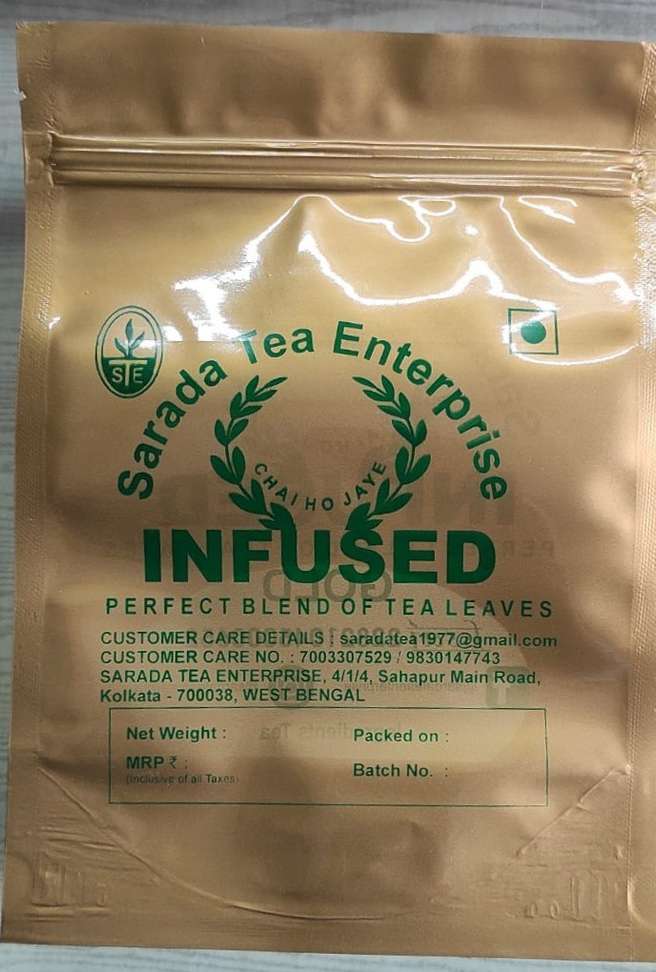 STE
Sarada Tea Enterprise
CHAI HO JAYE
INFUSED
PERFECT BLEND OF TEA LEAVES
CUSTOMER CARE DETAILS : saradatea1977@gmail.com
CUSTOMER CARE NO. : 7003307529 / 9830147743
SARADA TEA ENTERPRISE, 4/1/4, Sahapur Main Road,
Kolkata - 700038, WEST BENGAL
Net Weight :
Packed on :
MRP ₹ :
(Inclusive of all Taxes)
Batch No. :